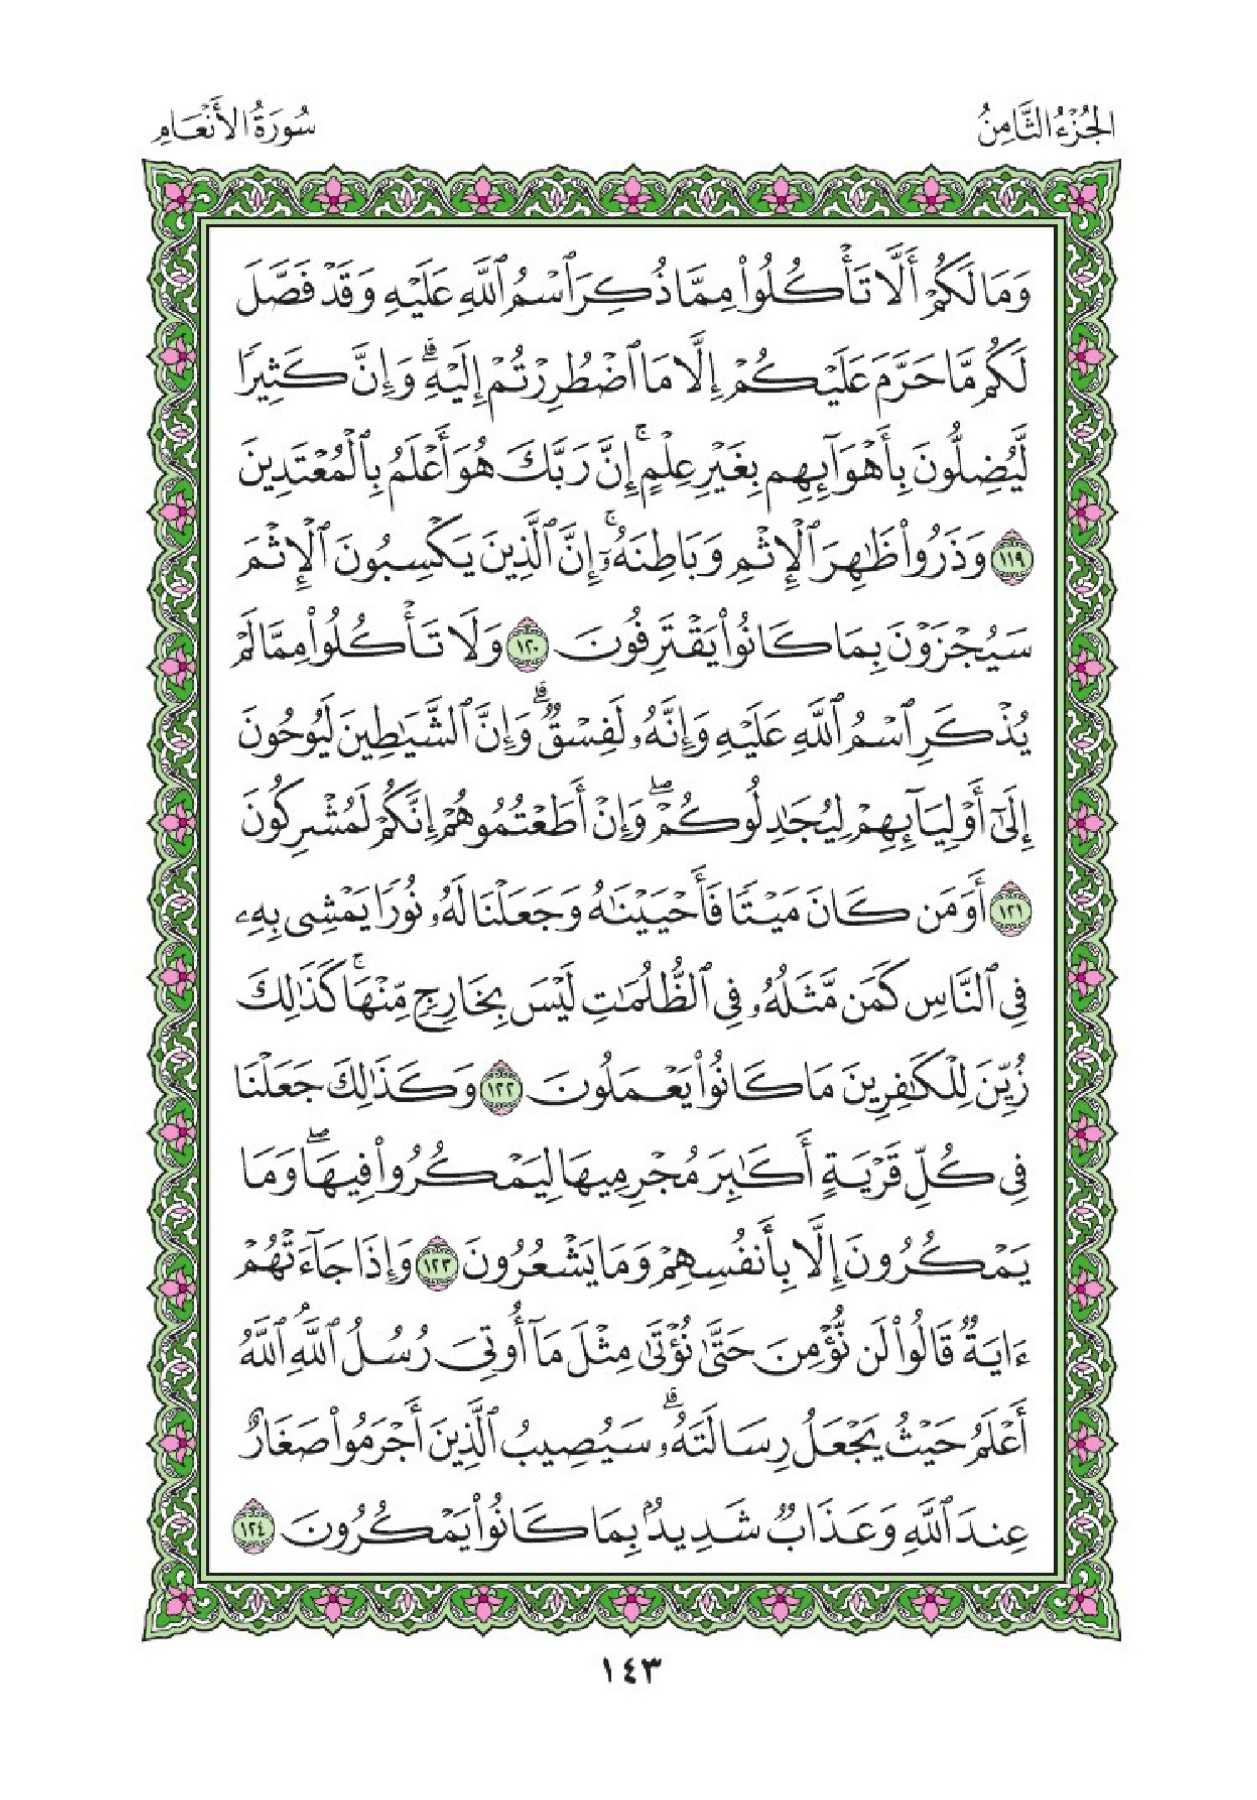 الجُزْءُ الثَّامِنُ
سُورَةُ الأَنْعَامِ
وَمَا لَكُمْ أَلَّا تَأْكُلُوا۟ مِمَّا ذُكِرَ ٱسْمُ ٱللَّهِ عَلَيْهِ وَقَدْ فَصَّلَ
لَكُم مَّا حَرَّمَ عَلَيْكُمْ إِلَّا مَا ٱضْطُرِرْتُمْ إِلَيْهِ ۗ وَإِنَّ كَثِيرًا
لَّيُضِلُّونَ بِأَهْوَآئِهِم بِغَيْرِ عِلْمٍ ۚ إِنَّ رَبَّكَ هُوَ أَعْلَمُ بِٱلْمُعْتَدِينَ
١١٩ وَذَرُوا۟ ظَٰهِرَ ٱلْإِثْمِ وَبَاطِنَهُۥٓ ۚ إِنَّ ٱلَّذِينَ يَكْسِبُونَ ٱلْإِثْمَ
سَيُجْزَوْنَ بِمَا كَانُوا۟ يَقْتَرِفُونَ ١٢٠ وَلَا تَأْكُلُوا۟ مِمَّا لَمْ
يُذْكَرِ ٱسْمُ ٱللَّهِ عَلَيْهِ وَإِنَّهُۥ لَفِسْقٌ ۗ وَإِنَّ ٱلشَّيَٰطِينَ لَيُوحُونَ
إِلَىٰٓ أَوْلِيَآئِهِمْ لِيُجَٰدِلُوكُمْ ۖ وَإِنْ أَطَعْتُمُوهُمْ إِنَّكُمْ لَمُشْرِكُونَ
١٢١ أَوَمَن كَانَ مَيْتًا فَأَحْيَيْنَٰهُ وَجَعَلْنَا لَهُۥ نُورًا يَمْشِى بِهِۦ
فِى ٱلنَّاسِ كَمَن مَّثَلُهُۥ فِى ٱلظُّلُمَٰتِ لَيْسَ بِخَارِجٍ مِّنْهَا ۚ كَذَٰلِكَ
زُيِّنَ لِلْكَٰفِرِينَ مَا كَانُوا۟ يَعْمَلُونَ ١٢٢ وَكَذَٰلِكَ جَعَلْنَا
فِى كُلِّ قَرْيَةٍ أَكَٰبِرَ مُجْرِمِيهَا لِيَمْكُرُوا۟ فِيهَا ۖ وَمَا
يَمْكُرُونَ إِلَّا بِأَنفُسِهِمْ وَمَا يَشْعُرُونَ ١٢٣ وَإِذَا جَآءَتْهُمْ
ءَايَةٌ قَالُوا۟ لَن نُّؤْمِنَ حَتَّىٰ نُؤْتَىٰ مِثْلَ مَآ أُوتِىَ رُسُلُ ٱللَّهِ ۘ ٱللَّهُ
أَعْلَمُ حَيْثُ يَجْعَلُ رِسَالَتَهُۥ ۗ سَيُصِيبُ ٱلَّذِينَ أَجْرَمُوا۟ صَغَارٌ
عِندَ ٱللَّهِ وَعَذَابٌ شَدِيدٌۢ بِمَا كَانُوا۟ يَمْكُرُونَ ١٢٤
١٤٣